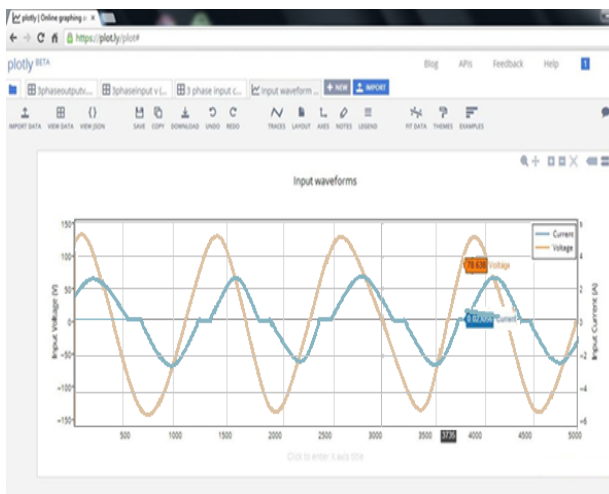 plotly | Online graphing a
https://plot.ly/plot#
plotly BETA
Blog APIs Feedback Help 1
3phaseoutputv... 3phaseinput v (... 3 phase input c... input waveform ... + NEW IMPORT
IMPORT DATA VIEW DATA VIEW JSON SAVE COPY DOWNLOAD UNDO REDO TRACES LAYOUT AXES NOTES LEGEND FIT DATA THEMES EXAMPLES
Input waveforms
Current
Voltage
150
100
50
0
−50
−100
−150
Input Voltage (V)
6
4
2
0
−2
−4
−6
Input Current (A)
Voltage
Current
500 1000 1500 2000 2500 3000 3500 3735 4000 4500 5000
Click to enter X axis title